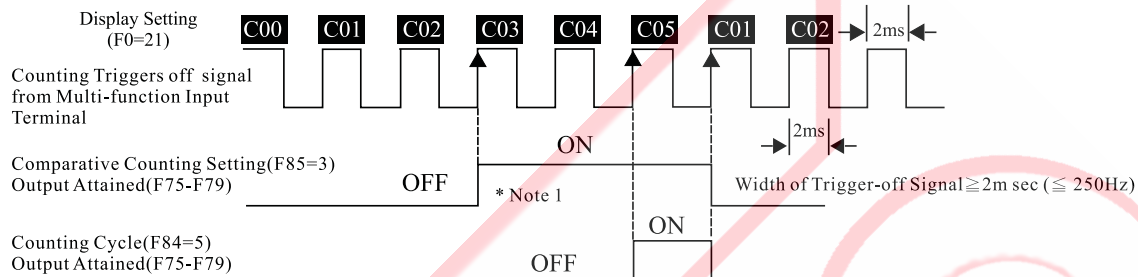 Display Setting
(F0=21)
C00 C01 C02 C03 C04 C05 C01 C02 2ms
Counting Triggers off signal
from Multi-function Input
Terminal
2ms
ON
Comparative Counting Setting(F85=3)
Output Attained(F75-F79)
OFF
* Note 1
Width of Trigger-off Signal≧2m sec (≦ 250Hz)
ON
Counting Cycle(F84=5)
Output Attained(F75-F79)
OFF